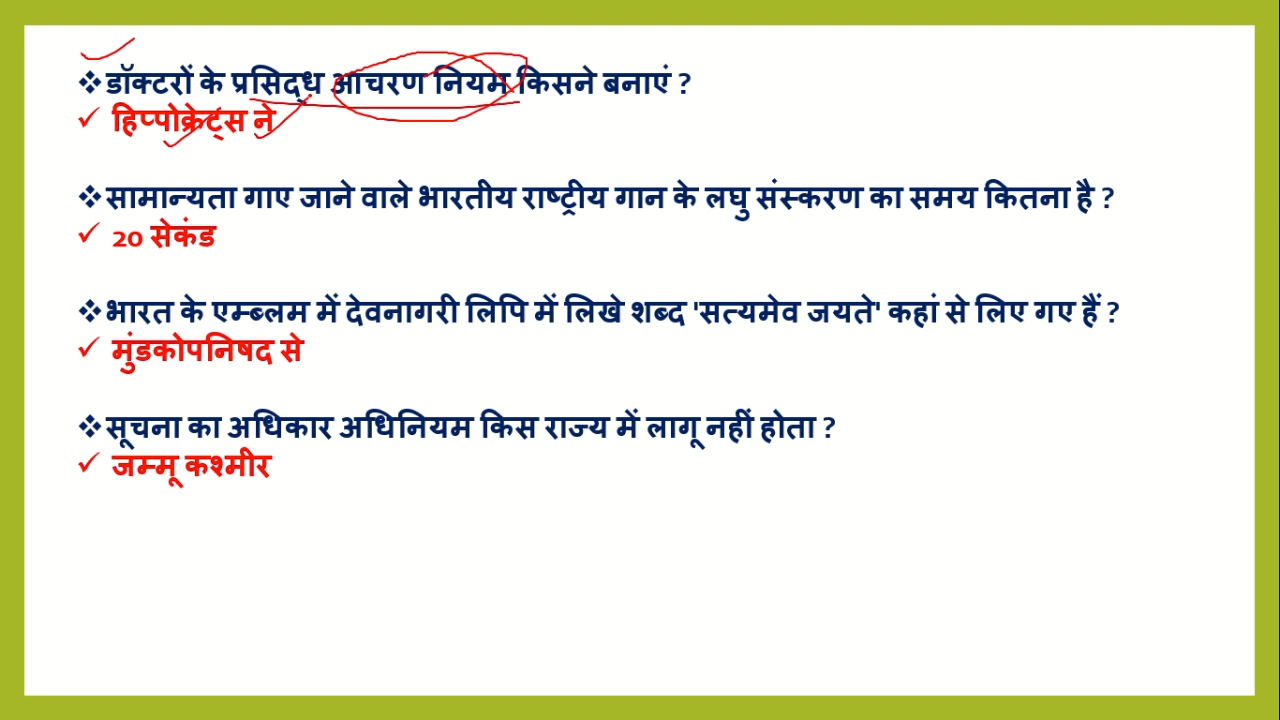 ❖डॉक्टरों के प्रसिद्ध आचरण नियम किसने बनाएं ?
✓ हिप्पोक्रेट्स ने
❖सामान्यता गाए जाने वाले भारतीय राष्ट्रीय गान के लघु संस्करण का समय कितना है ?
✓ 20 सेकंड
❖भारत के एम्ब्लम में देवनागरी लिपि में लिखे शब्द 'सत्यमेव जयते' कहां से लिए गए हैं ?
✓ मुंडकोपनिषद से
❖सूचना का अधिकार अधिनियम किस राज्य में लागू नहीं होता ?
✓ जम्मू कश्मीर